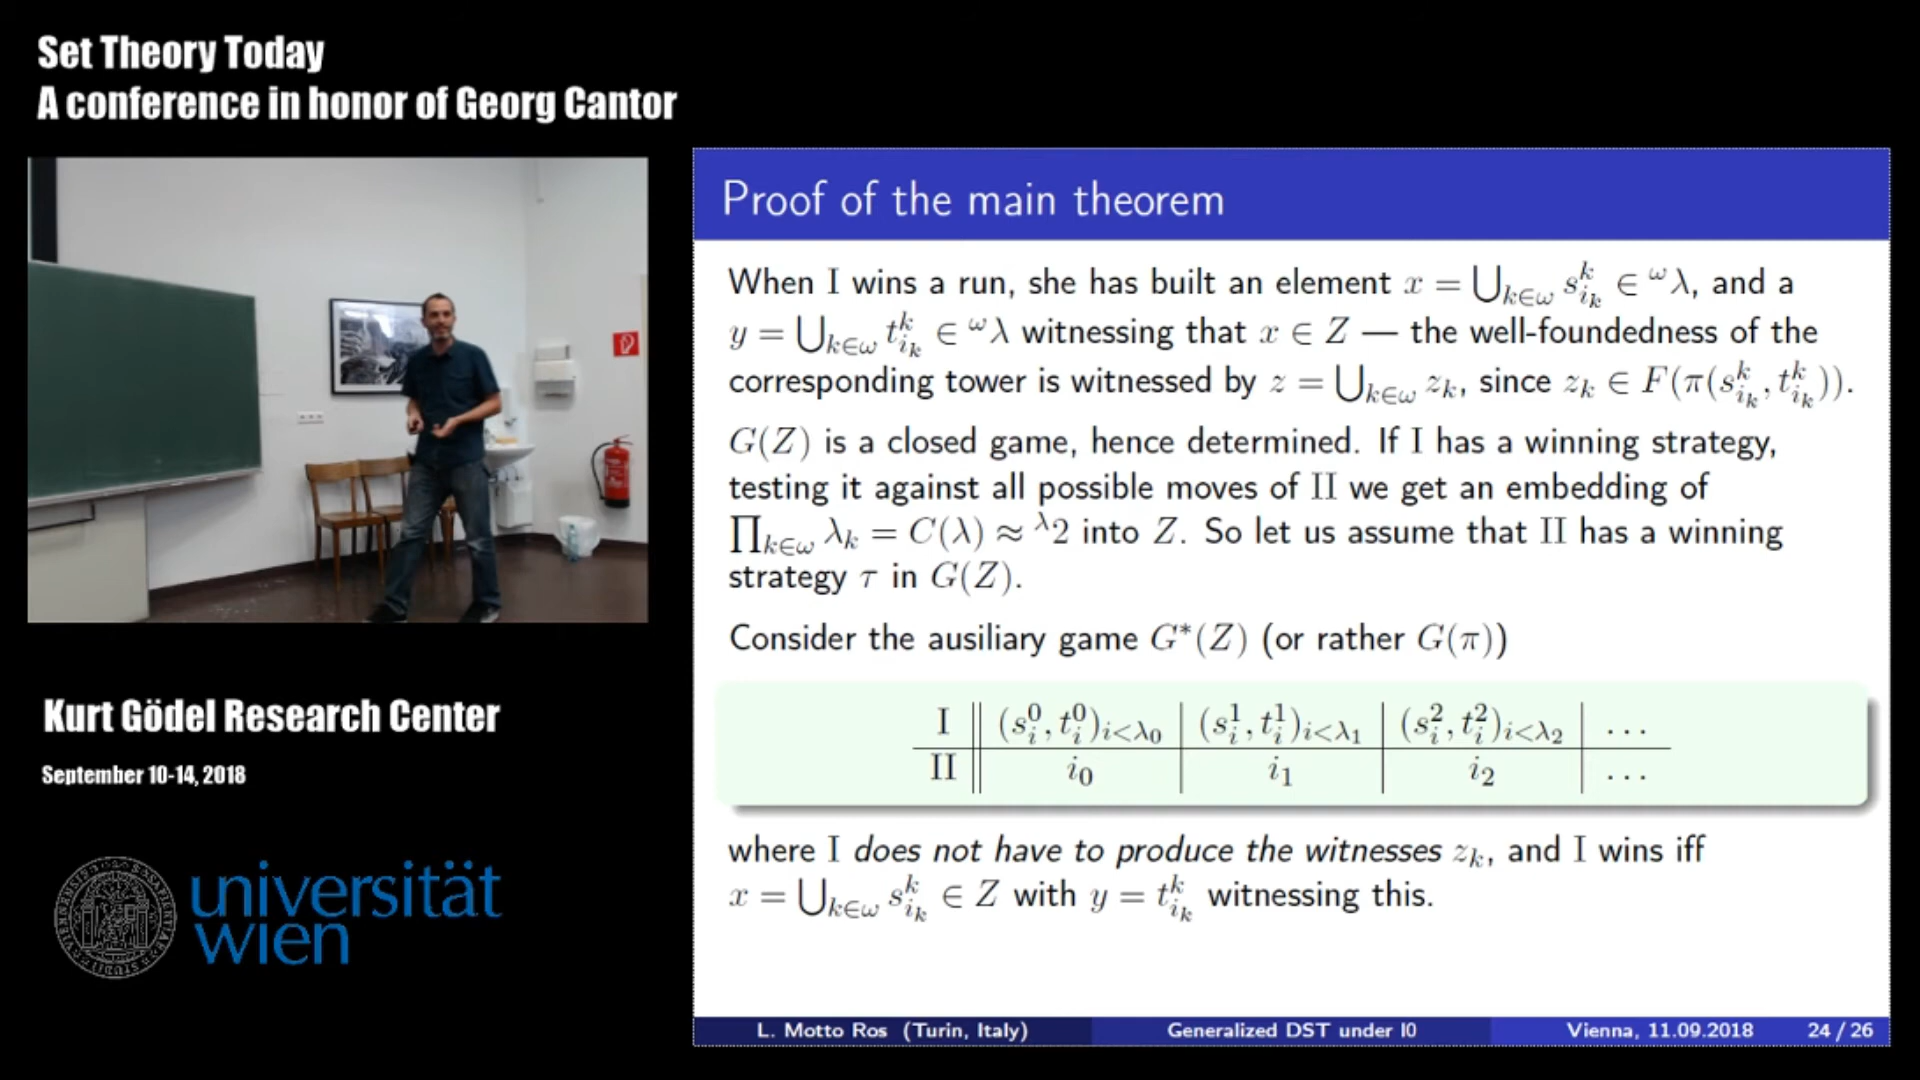 Set Theory Today
A conference in honor of Georg Cantor
Kurt Gödel Research Center
September 10-14, 2018
universität
wien
Proof of the main theorem
When I wins a run, she has built an element x = ⋃_{k∈ω} s^k_{i_k} ∈ ^ωλ, and a
y = ⋃_{k∈ω} t^k_{i_k} ∈ ^ωλ witnessing that x ∈ Z — the well-foundedness of the
corresponding tower is witnessed by z = ⋃_{k∈ω} z_k, since z_k ∈ F(π(s^k_{i_k}, t^k_{i_k})).
G(Z) is a closed game, hence determined. If I has a winning strategy,
testing it against all possible moves of II we get an embedding of
∏_{k∈ω} λ_k = C(λ) ≈ ^λ2 into Z. So let us assume that II has a winning
strategy τ in G(Z).
Consider the ausiliary game G*(Z) (or rather G(π))
I (s^0_i, t^0_i)_{i<λ_0} (s^1_i, t^1_i)_{i<λ_1} (s^2_i, t^2_i)_{i<λ_2} ...
II i_0 i_1 i_2 ...
where I does not have to produce the witnesses z_k, and I wins iff
x = ⋃_{k∈ω} s^k_{i_k} ∈ Z with y = t^k_{i_k} witnessing this.
L. Motto Ros (Turin, Italy) Generalized DST under I0 Vienna, 11.09.2018 24 / 26